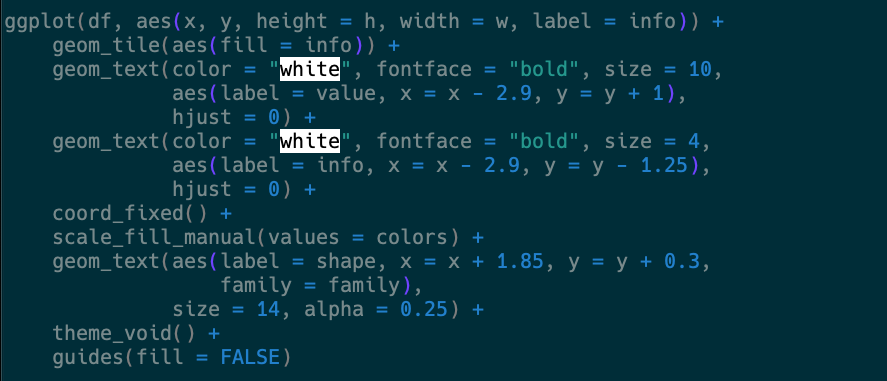 ggplot(df, aes(x, y, height = h, width = w, label = info)) +
    geom_tile(aes(fill = info)) +
    geom_text(color = "white", fontface = "bold", size = 10,
              aes(label = value, x = x - 2.9, y = y + 1),
              hjust = 0) +
    geom_text(color = "white", fontface = "bold", size = 4,
              aes(label = info, x = x - 2.9, y = y - 1.25),
              hjust = 0) +
    coord_fixed() +
    scale_fill_manual(values = colors) +
    geom_text(aes(label = shape, x = x + 1.85, y = y + 0.3,
                  family = family),
              size = 14, alpha = 0.25) +
    theme_void() +
    guides(fill = FALSE)